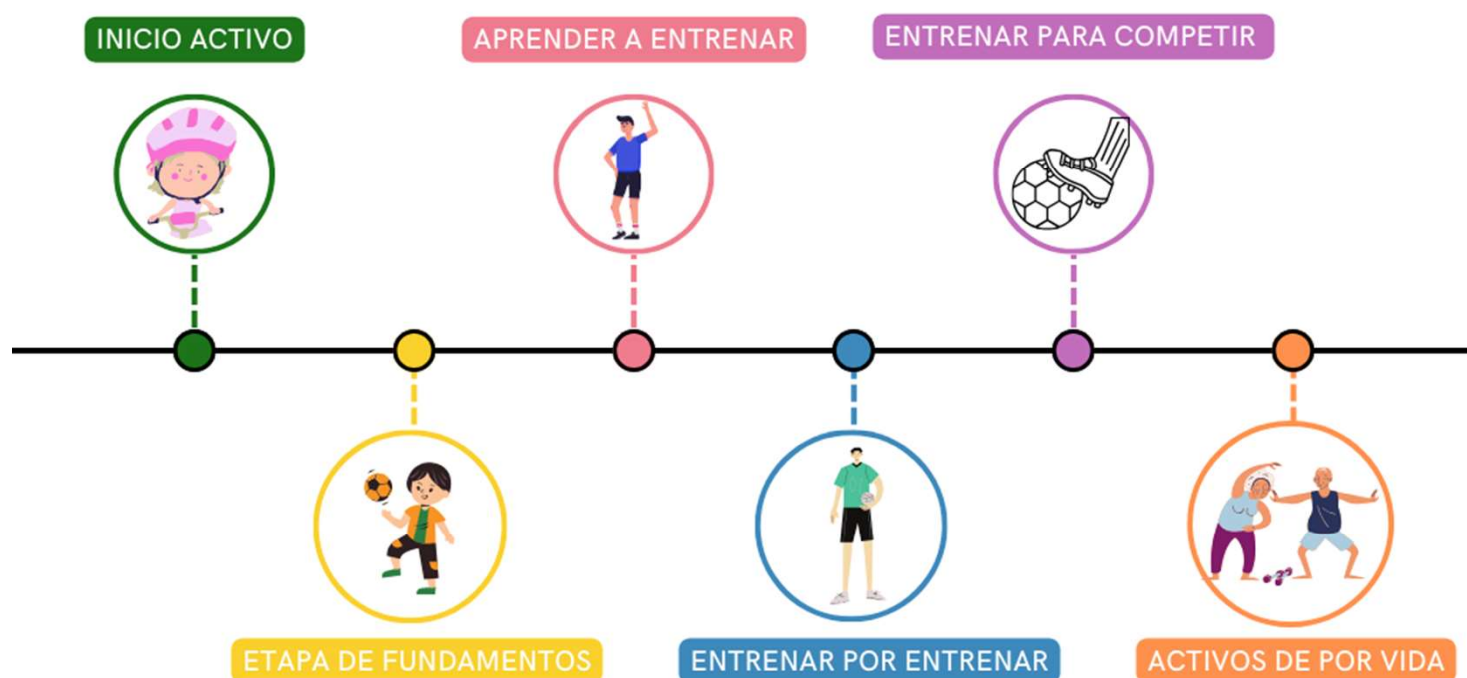 INICIO ACTIVO
APRENDER A ENTRENAR
ENTRENAR PARA COMPETIR
ETAPA DE FUNDAMENTOS
ENTRENAR POR ENTRENAR
ACTIVOS DE POR VIDA